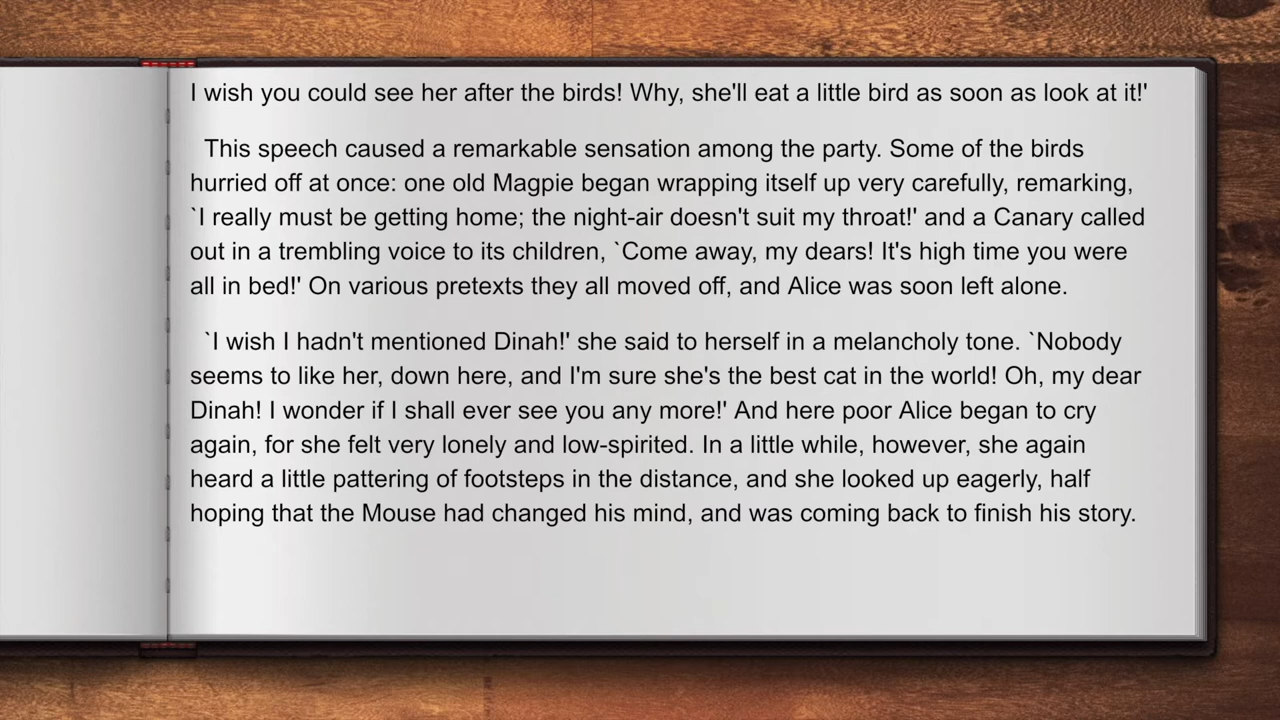 I wish you could see her after the birds! Why, she'll eat a little bird as soon as look at it!'
This speech caused a remarkable sensation among the party. Some of the birds
hurried off at once: one old Magpie began wrapping itself up very carefully, remarking,
`I really must be getting home; the night-air doesn't suit my throat!' and a Canary called
out in a trembling voice to its children, `Come away, my dears! It's high time you were
all in bed!' On various pretexts they all moved off, and Alice was soon left alone.
`I wish I hadn't mentioned Dinah!' she said to herself in a melancholy tone. `Nobody
seems to like her, down here, and I'm sure she's the best cat in the world! Oh, my dear
Dinah! I wonder if I shall ever see you any more!' And here poor Alice began to cry
again, for she felt very lonely and low-spirited. In a little while, however, she again
heard a little pattering of footsteps in the distance, and she looked up eagerly, half
hoping that the Mouse had changed his mind, and was coming back to finish his story.